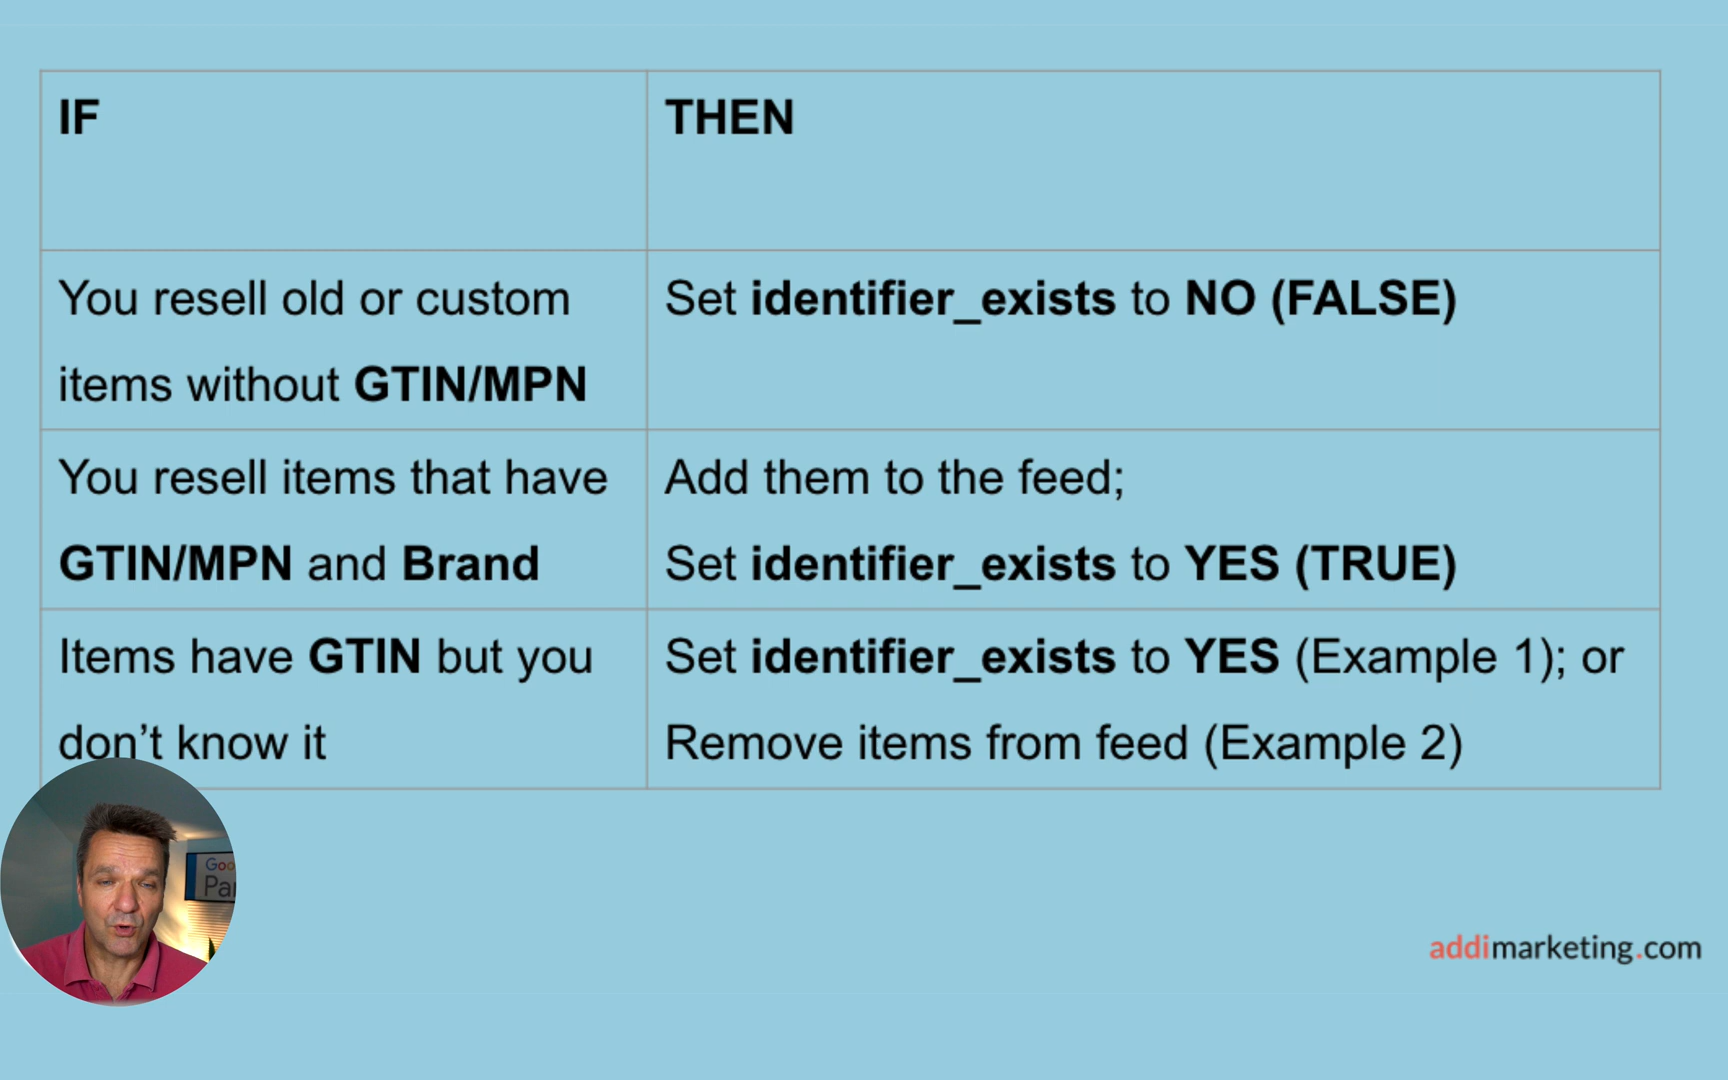 IF
THEN
You resell old or custom
items without GTIN/MPN
Set identifier_exists to NO (FALSE)
You resell items that have
GTIN/MPN and Brand
Add them to the feed;
Set identifier_exists to YES (TRUE)
Items have GTIN but you
don’t know it
Set identifier_exists to YES (Example 1); or
Remove items from feed (Example 2)
Goo
Par
addimarketing.com